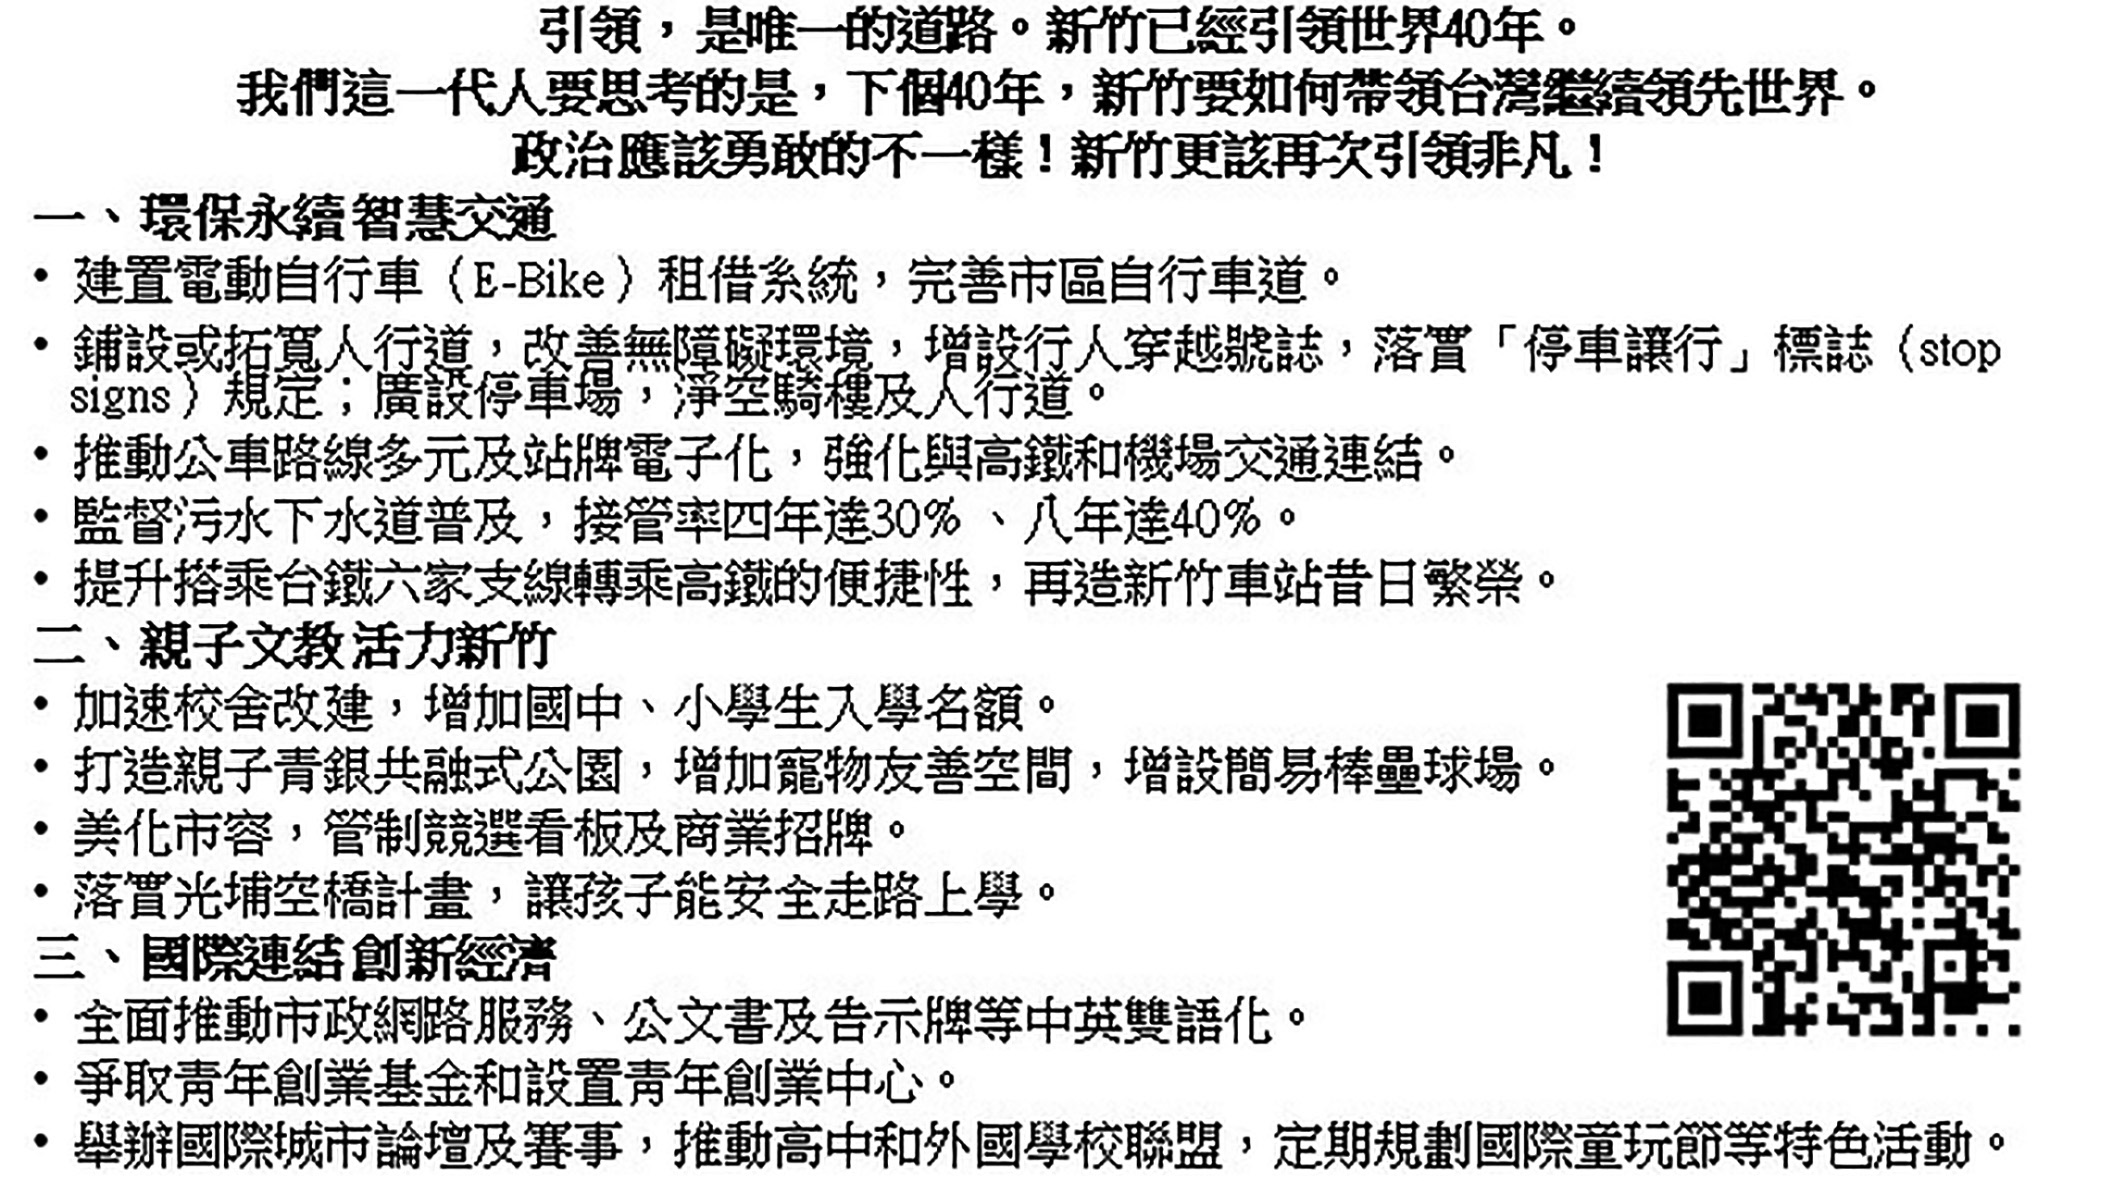 引領，是唯一的道路。新竹已經引領世界40年。
我們這一代人要思考的是，下個40年，新竹要如何帶領台灣繼續領先世界。
政治應該勇敢的不一樣！新竹更該再次引領非凡！
一、環保永續 智慧交通
• 建置電動自行車（E-Bike）租借系統，完善市區自行車道。
• 鋪設或拓寬人行道，改善無障礙環境，增設行人穿越號誌，落實「停車讓行」標誌（stop
signs）規定；廣設停車場，淨空騎樓及人行道。
• 推動公車路線多元及站牌電子化，強化與高鐵和機場交通連結。
• 監督污水下水道普及，接管率四年達30%、八年達40%。
• 提升搭乘台鐵六家支線轉乘高鐵的便捷性，再造新竹車站昔日繁榮。
二、親子文教 活力新竹
• 加速校舍改建，增加國中、小學生入學名額。
• 打造親子青銀共融式公園，增加寵物友善空間，增設簡易棒壘球場。
• 美化市容，管制競選看板及商業招牌。
• 落實光埔空橋計畫，讓孩子能安全走路上學。
三、國際連結 創新經濟
• 全面推動市政網路服務、公文書及告示牌等中英雙語化。
• 爭取青年創業基金和設置青年創業中心。
• 舉辦國際城市論壇及賽事，推動高中和外國學校聯盟，定期規劃國際童玩節等特色活動。